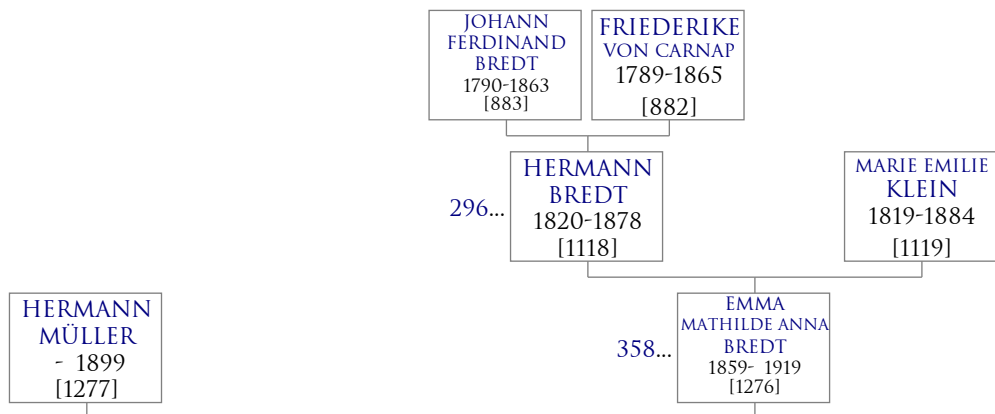 JOHANN
FERDINAND
BREDT
1790-1863
[883]
FRIEDERIKE
VON CARNAP
1789-1865
[882]
296...
HERMANN
BREDT
1820-1878
[1118]
MARIE EMILIE
KLEIN
1819-1884
[1119]
HERMANN
MÜLLER
- 1899
[1277]
358...
EMMA
MATHILDE ANNA
BREDT
1859- 1919
[1276]